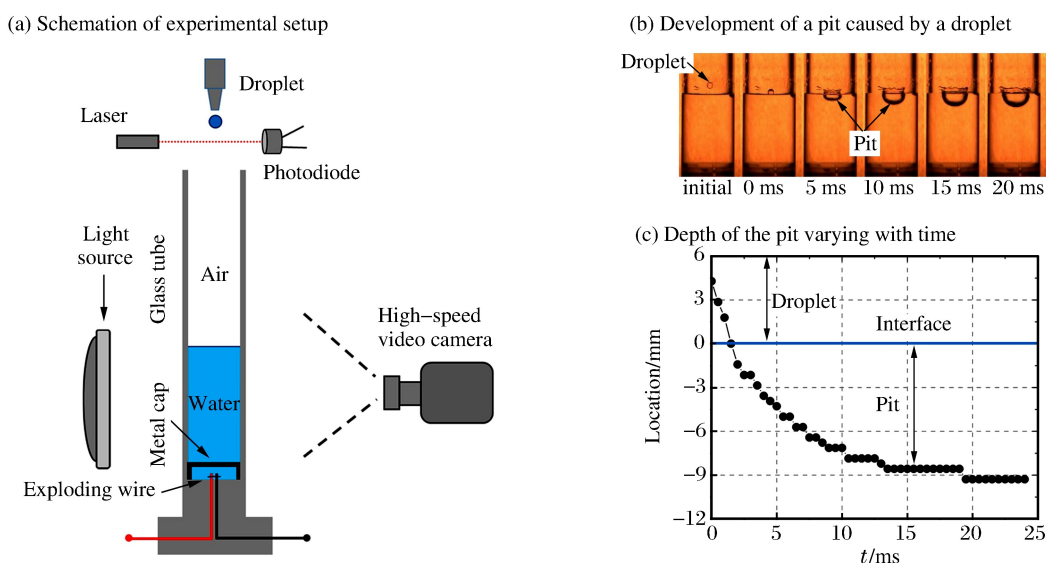 (a) Schemation of experimental setup
Droplet
Laser
Photodiode
Light
source
Glass tube
Air
High-speed
video camera
Water
Metal cap
Exploding wire
(b) Development of a pit caused by a droplet
Droplet
Pit
initial 0 ms 5 ms 10 ms 15 ms 20 ms
(c) Depth of the pit varying with time
6
3
0
-3
-6
-9
-12
Location/mm
Droplet
Interface
Pit
0 5 10 15 20 25
t/ms